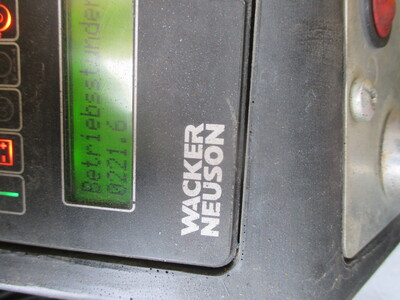 Betriebsstunden
0221.6
WACKER
NEUSON